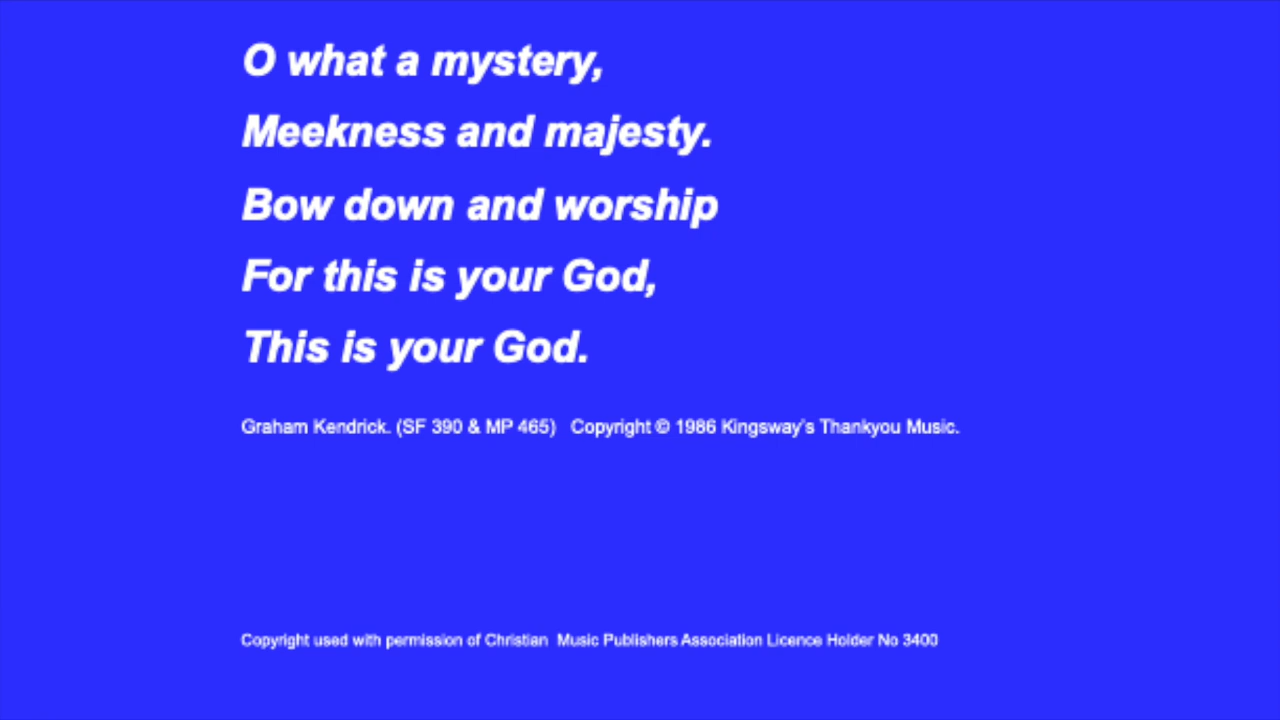 O what a mystery,
Meekness and majesty.
Bow down and worship
For this is your God,
This is your God.
Graham Kendrick. (SF 390 & MP 465)   Copyright © 1986 Kingsway's Thankyou Music.
Copyright used with permission of Christian  Music Publishers Association Licence Holder No 3400